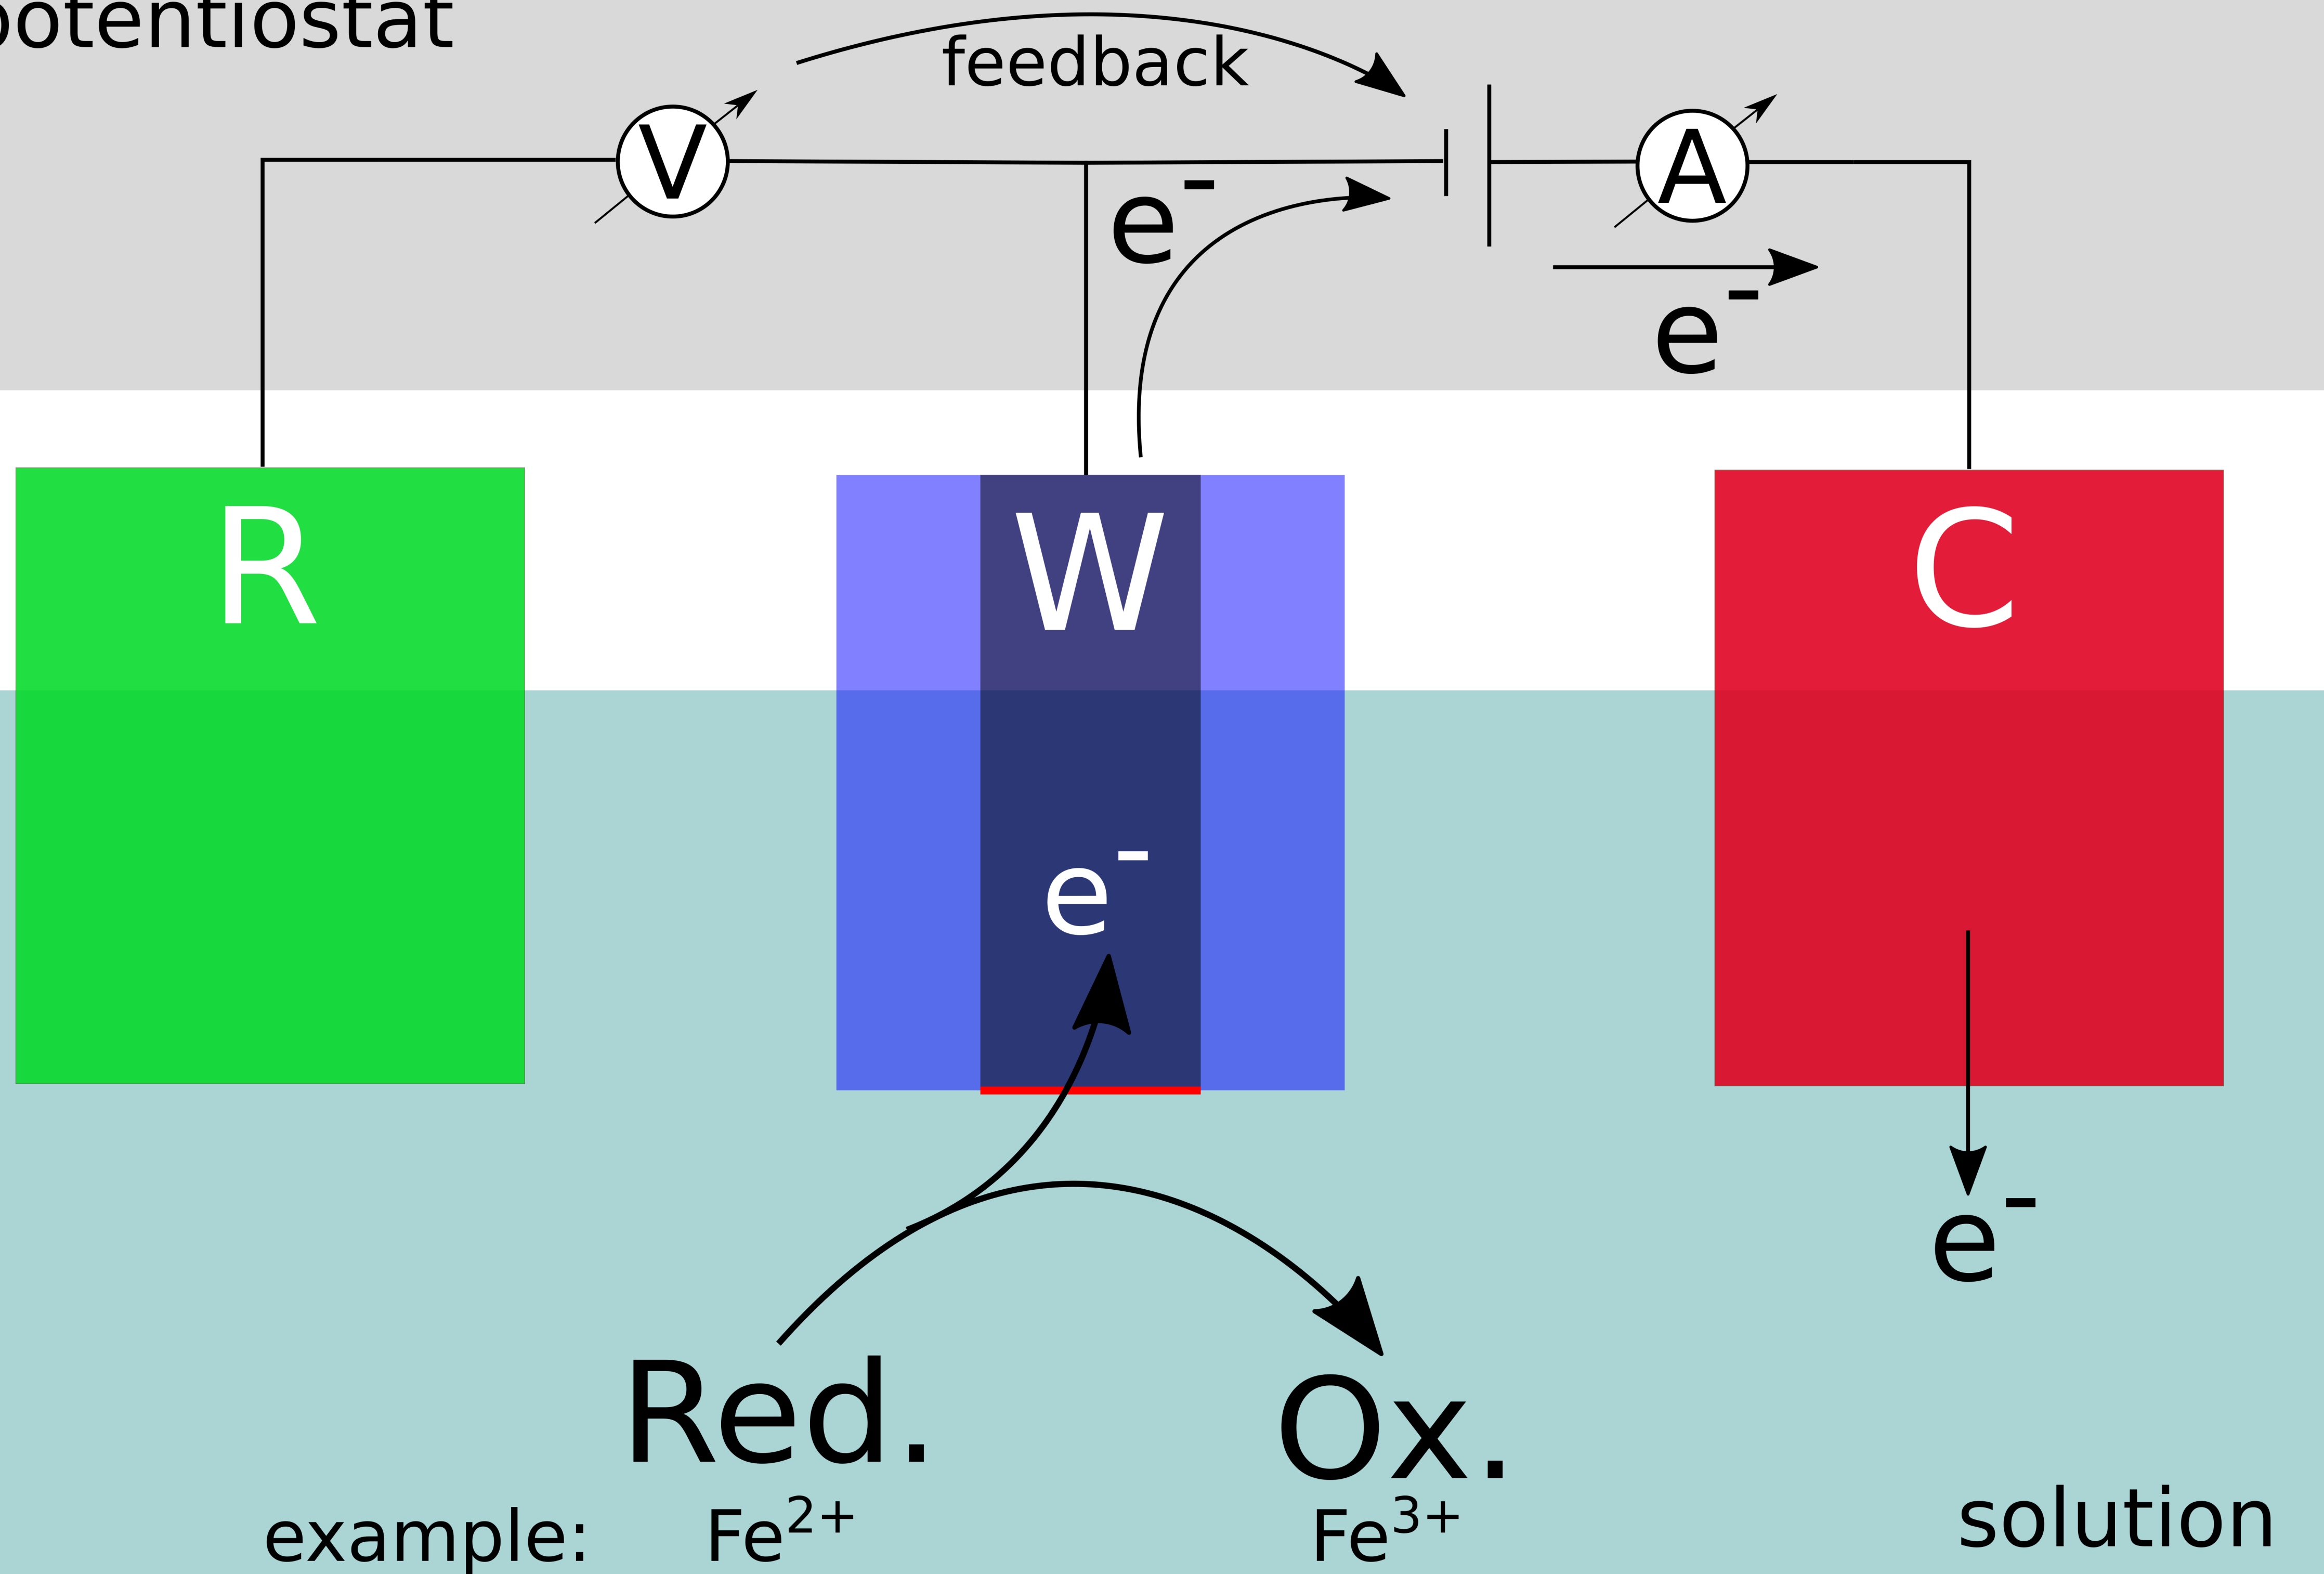 potentiostat
feedback
V
A
e-
e-
R
W
C
e-
e-
Red.
Ox.
example: Fe2+ Fe3+
solution